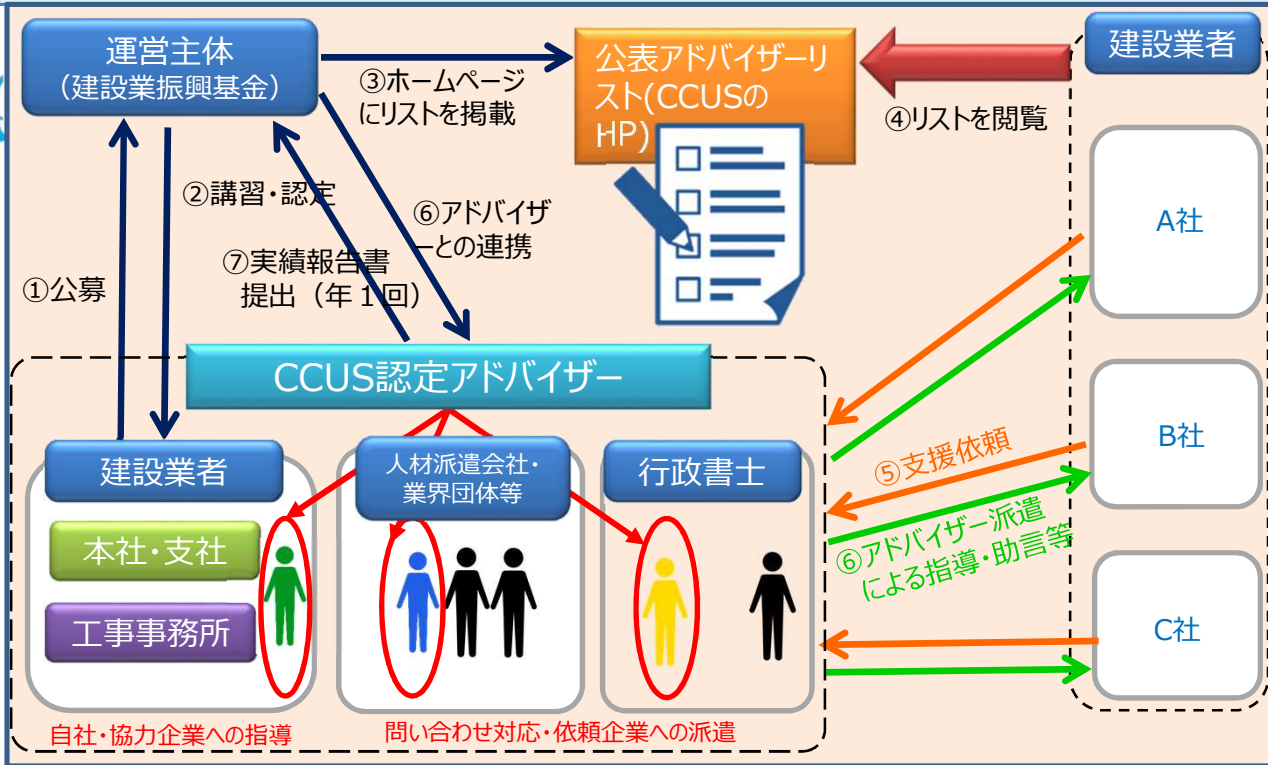 運営主体
(建設業振興基金)
③ホームページ
にリストを掲載
公表アドバイザーリ
スト(CCUSの
HP)
④リストを閲覧
建設業者
①公募
②講習・認定
⑥アドバイザ
ーとの連携
⑦実績報告書
提出（年１回）
CCUS認定アドバイザー
建設業者
本社・支社
工事事務所
人材派遣会社・
業界団体等
行政書士
自社・協力企業への指導
問い合わせ対応・依頼企業への派遣
⑤支援依頼
⑥アドバイザー派遣
による指導・助言等
A社
B社
C社